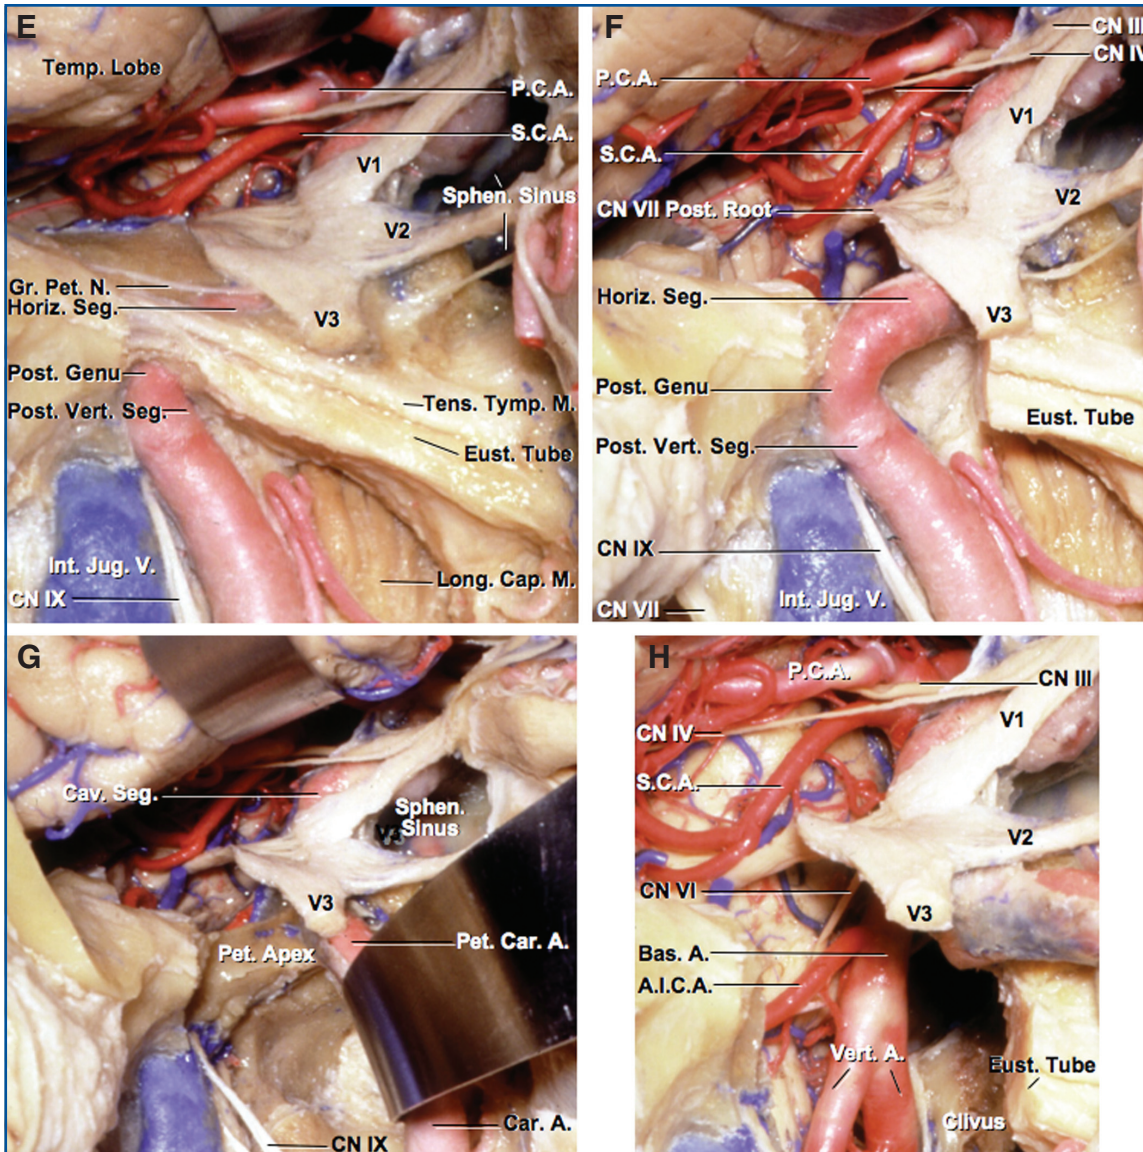 E
Temp. Lobe
P.C.A.
S.C.A.
V1
Sphen. Sinus
V2
Gr. Pet. N.
Horiz. Seg.
V3
Post. Genu
Post. Vert. Seg.
Tens. Tymp. M.
Eust. Tube
Int. Jug. V.
Long. Cap. M.
CN IX
F
CN III
CN IV
P.C.A.
V1
S.C.A.
V2
CN VII Post. Root
Horiz. Seg.
V3
Post. Genu
Eust. Tube
Post. Vert. Seg.
CN IX
Int. Jug. V.
CN VII
G
Cav. Seg.
Sphen.
Sinus
V3
Pet. Apex
Pet. Car. A.
Car. A.
CN IX
H
P.C.A.
CN III
V1
CN IV
S.C.A.
V2
CN VI
V3
Bas. A.
A.I.C.A.
Vert. A.
Eust. Tube
Clivus